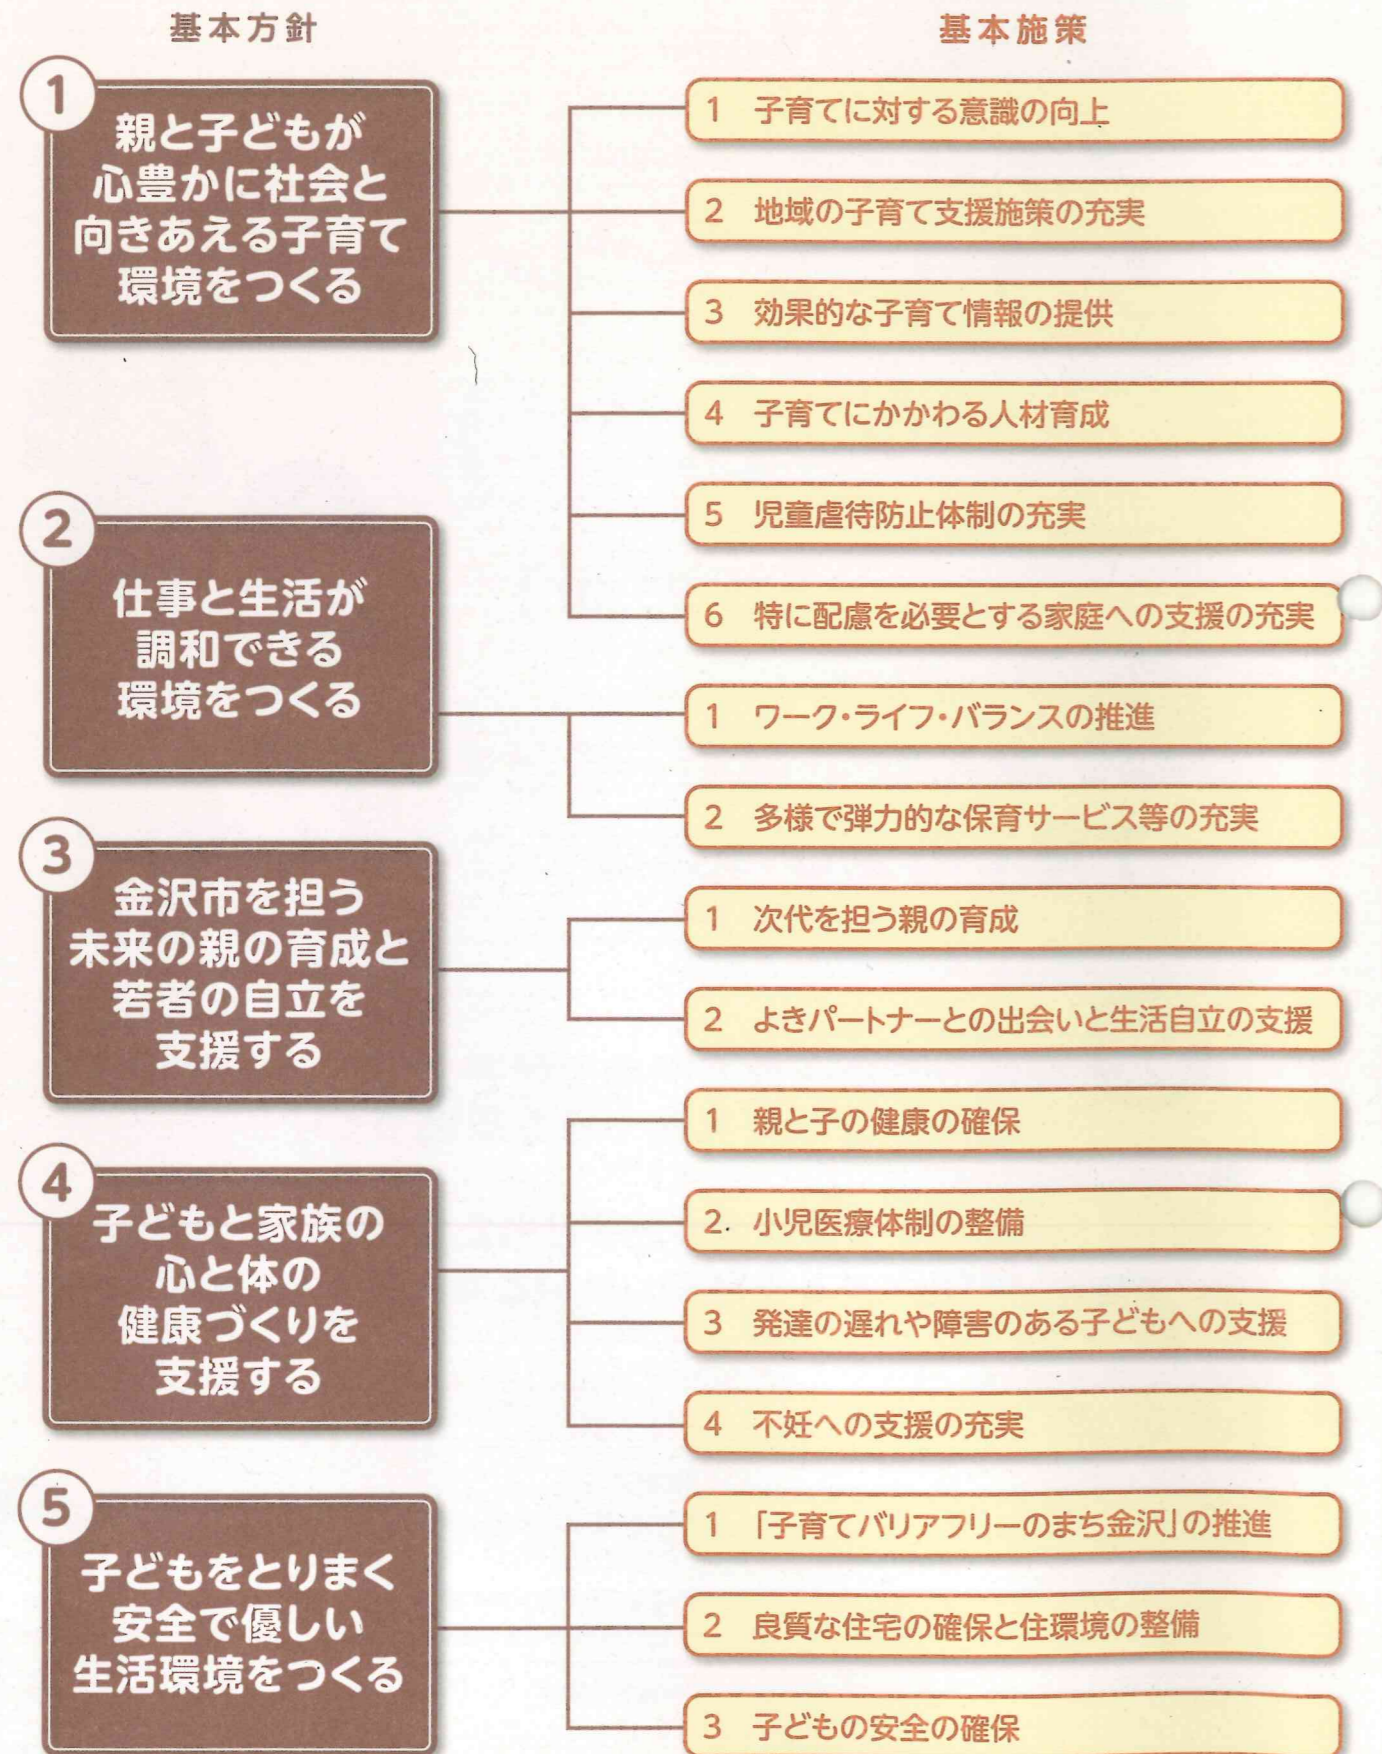 基本方針
基本施策
1
親と子どもが
心豊かに社会と
向きあえる子育て
環境をつくる
1 子育てに対する意識の向上
2 地域の子育て支援施策の充実
3 効果的な子育て情報の提供
4 子育てにかかわる人材育成
5 児童虐待防止体制の充実
6 特に配慮を必要とする家庭への支援の充実
2
仕事と生活が
調和できる
環境をつくる
1 ワーク・ライフ・バランスの推進
2 多様で弾力的な保育サービス等の充実
3
金沢市を担う
未来の親の育成と
若者の自立を
支援する
1 次代を担う親の育成
2 よきパートナーとの出会いと生活自立の支援
4
子どもと家族の
心と体の
健康づくりを
支援する
1 親と子の健康の確保
2 小児医療体制の整備
3 発達の遅れや障害のある子どもへの支援
4 不妊への支援の充実
5
子どもをとりまく
安全で優しい
生活環境をつくる
1 「子育てバリアフリーのまち金沢」の推進
2 良質な住宅の確保と住環境の整備
3 子どもの安全の確保